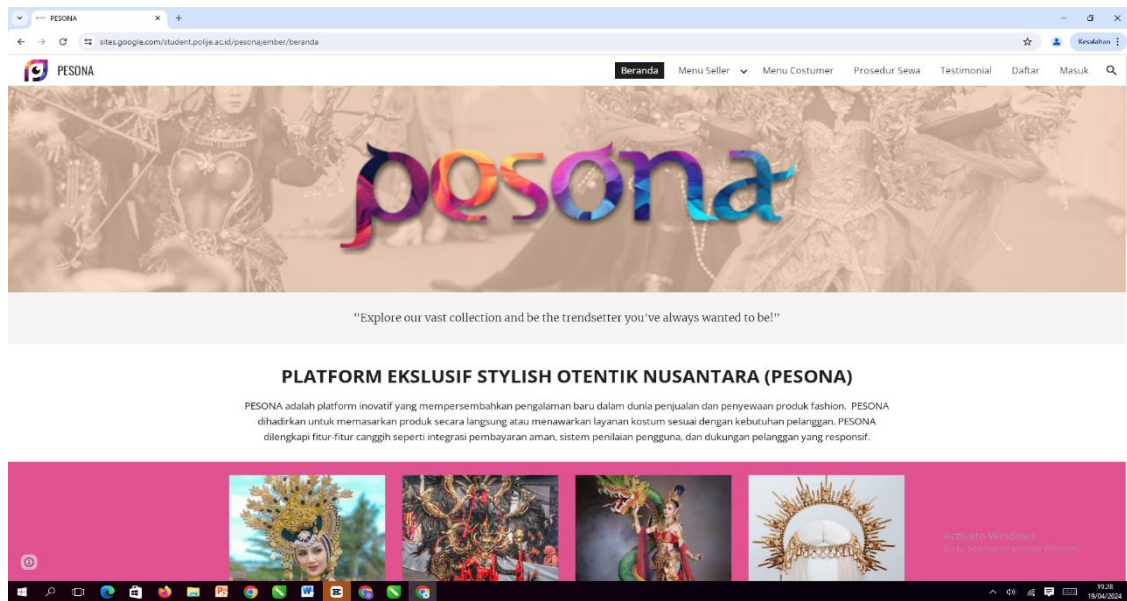 PESONA
sites.google.com/student.polije.ac.id/pesonajember/beranda
Kesalahan
PESONA
Beranda
Menu Seller
Menu Costumer
Prosedur Sewa
Testimonial
Daftar
Masuk
pesona
"Explore our vast collection and be the trendsetter you've always wanted to be!"
PLATFORM EKSLUSIF STYLISH OTENTIK NUSANTARA (PESONA)
PESONA adalah platform inovatif yang mempersembahkan pengalaman baru dalam dunia penjualan dan penyewaan produk fashion. PESONA
dihadirkan untuk memasarkan produk secara langsung atau menawarkan layanan kostum sesuai dengan kebutuhan pelanggan. PESONA
dilengkapi fitur-fitur canggih seperti integrasi pembayaran aman, sistem penilaian pengguna, dan dukungan pelanggan yang responsif.
Activate Windows
Go to Settings to activate Windows.
19.28
19/04/2024